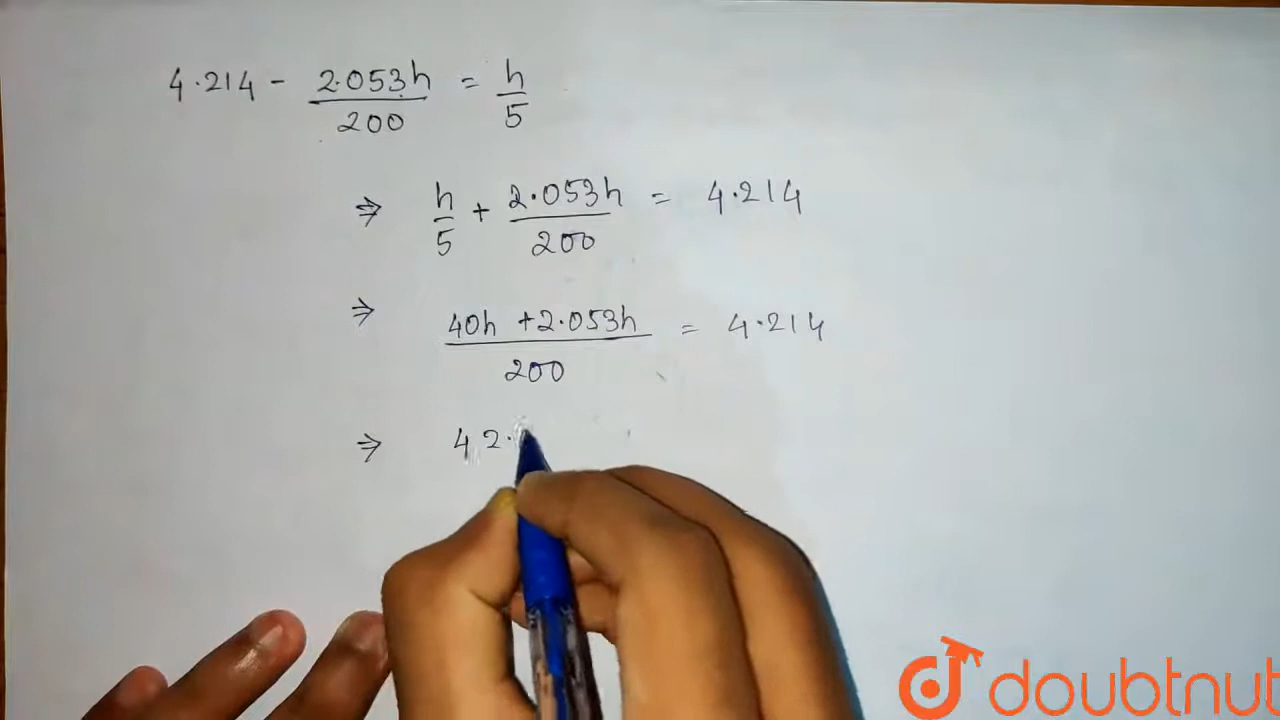 4.214 - 2.053h/200 = h/5
⇒ h/5 + 2.053h/200 = 4.214
⇒ 40h + 2.053h/200 = 4.214
⇒ 42.
doubtnut